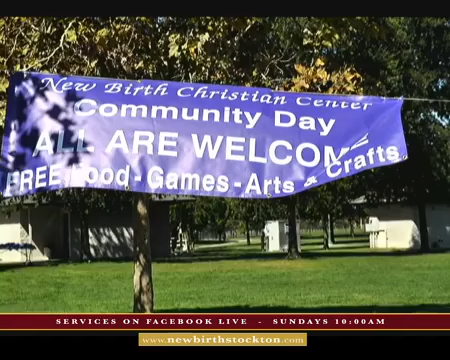 New Birth Christian Center
Community Day
ALL ARE WELCOME
FREE Food - Games - Arts & Crafts
SERVICES ON FACEBOOK LIVE - SUNDAYS 10:00AM
www.newbirthstockton.com